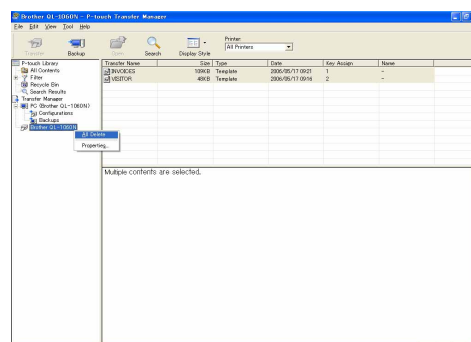 Brother QL-1060N - P-touch Transfer Manager
File Edit View Tool Help
Transfer Backup Open Search Display Style
Printer:
All Printers
P-touch Library
All Contents
Filter
Recycle Bin
Search Results
Transfer Manager
PC (Brother QL-1060N)
Configurations
Backups
Brother QL-1060N
All Delete
Properties...
Transfer Name Size Type Date Key Assign Name
INVOICES 109KB Template 2006/05/17 09:21 1 -
VISITOR 48KB Template 2006/05/17 09:16 2 -
Multiple contents are selected.